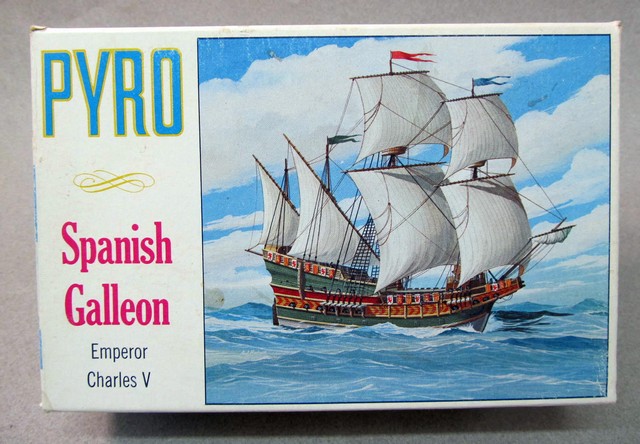 PYRO
Spanish
Galleon
Emperor
Charles V